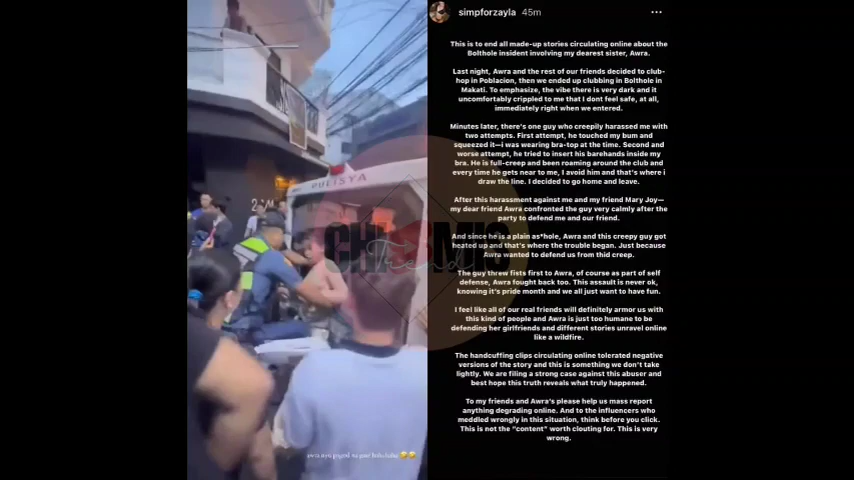 simpforzayla 45m
This is to end all made-up stories circulating online about the
Bolthole incident involving my dearest sister, Awra.
Last night, Awra and the rest of our friends decided to club-
hop in Poblacion, then we ended up clubbing in Bolthole in
Makati. To emphasize, the vibe there is very dark and it
uncomfortably crippled to me that I dont feel safe, at all,
immediately right when we entered.
Minutes later, there's one guy who creepily harassed me with
two attempts. First attempt, he touched my bum and
squeezed it—i was wearing bra-top at the time. Second and
worse attempt, he tried to insert his barehands inside my
bra. He is full-creep and been roaming around the club and
every time he gets near to me, I avoid him and that's where i
draw the line. I decided to go home and leave.
After this harassment against me and my friend Mary Joy—
my dear friend Awra confronted the guy very calmly after the
party to defend me and our friend.
And since he is a plain as*hole, Awra and this creepy guy got
heated up and that's where the trouble began. Just because
Awra wanted to defend us from thid creep.
The guy threw fists first to Awra, of course as part of self
defense, Awra fought back too. This assault is never ok,
knowing it's pride month and we all just want to have fun.
I feel like all of our real friends will definitely armor us with
this kind of people and Awra is just too humane to be
defending her girlfriends and different stories unravel online
like a wildfire.
The handcuffing clips circulating online tolerated negative
versions of the story and this is something we don't take
lightly. We are filing a strong case against this abuser and
best hope this truth reveals what truly happened.
To my friends and Awra's please help us mass report
anything degrading online. And to the influencers who
meddled wrongly in this situation, think before you click.
This is not the "content" worth clouting for. This is very
wrong.
PULISYA
Trend